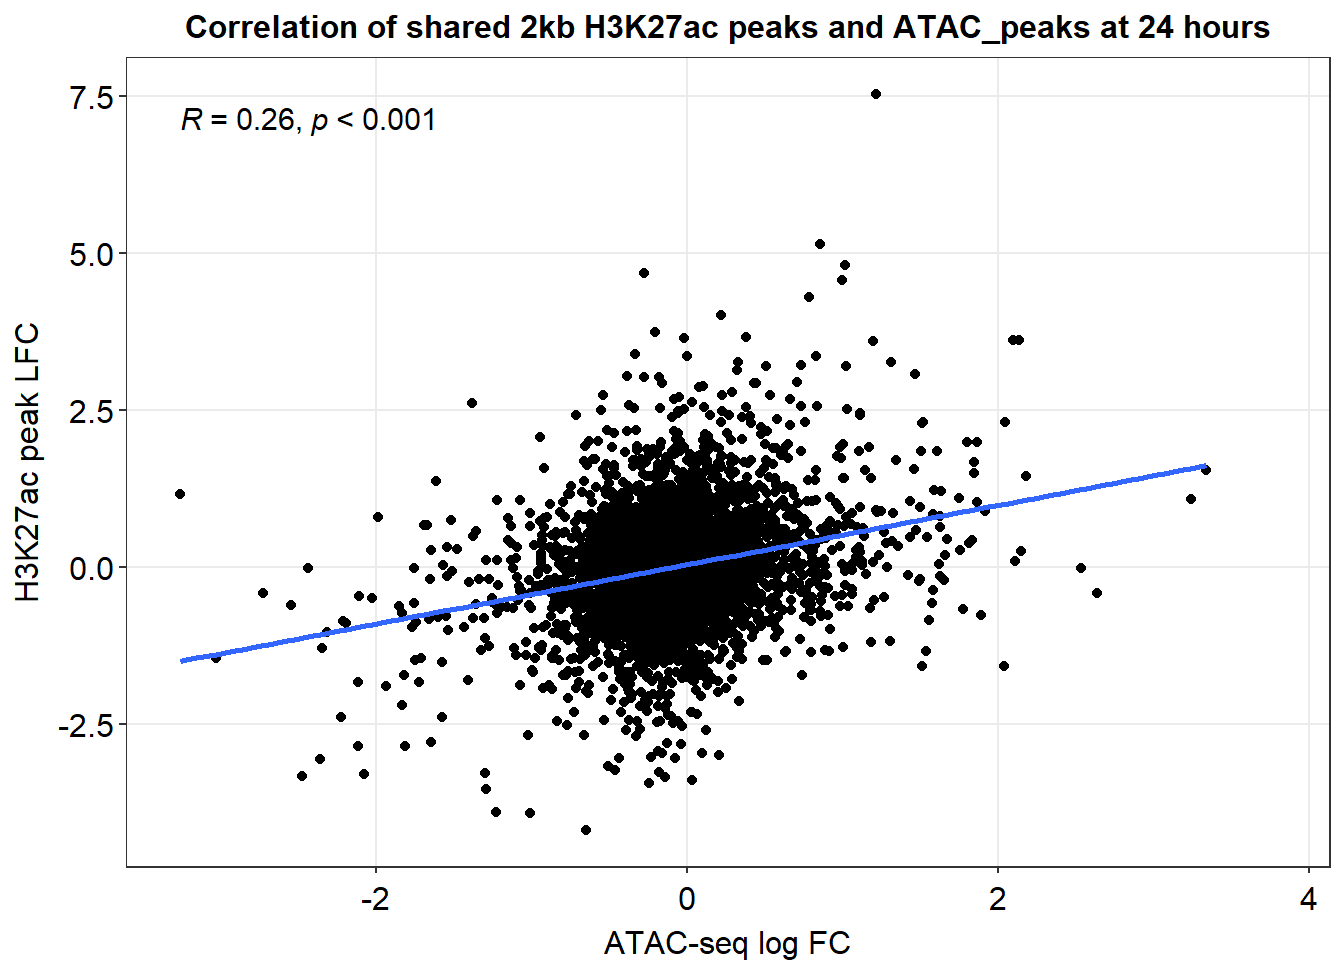 Correlation of shared 2kb H3K27ac peaks and ATAC_peaks at 24 hours
R = 0.26, p < 0.001
7.5
5.0
2.5
0.0
-2.5
H3K27ac peak LFC
-2
0
2
4
ATAC-seq log FC